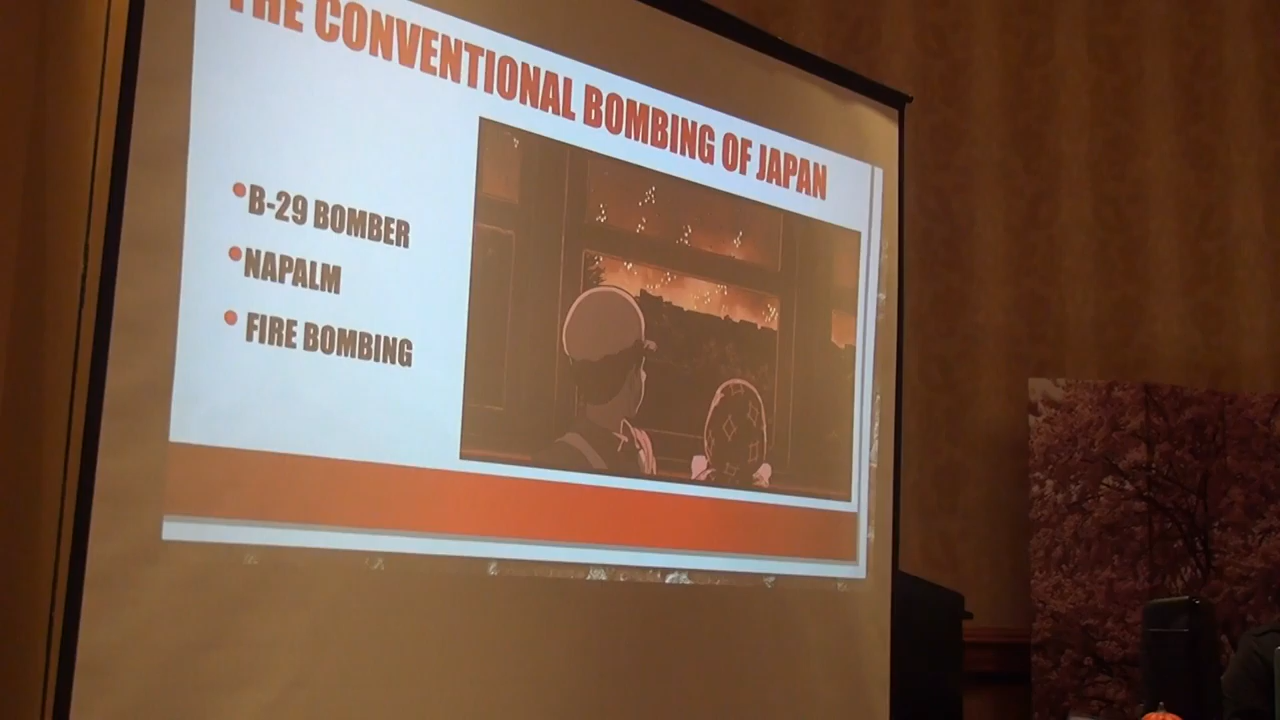 THE CONVENTIONAL BOMBING OF JAPAN
•B-29 BOMBER
•NAPALM
• FIRE BOMBING